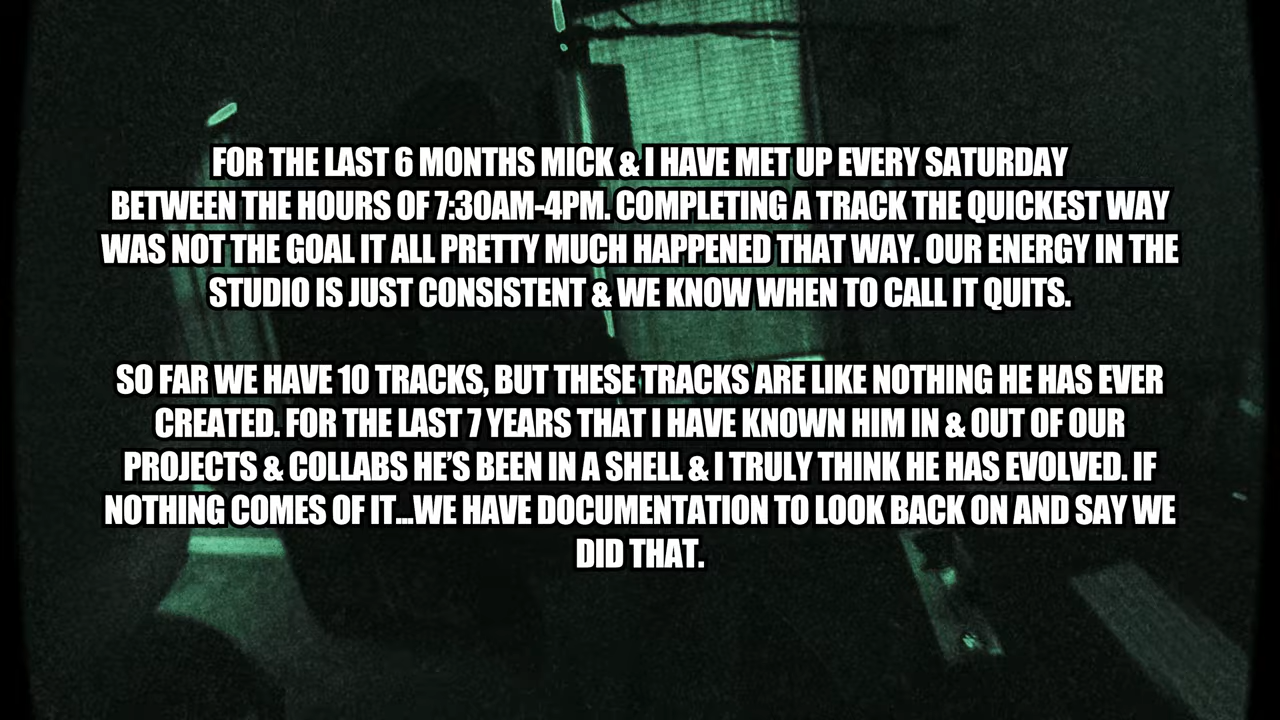 FOR THE LAST 6 MONTHS MICK & I HAVE MET UP EVERY SATURDAY
BETWEEN THE HOURS OF 7:30AM-4PM. COMPLETING A TRACK THE QUICKEST WAY
WAS NOT THE GOAL IT ALL PRETTY MUCH HAPPENED THAT WAY. OUR ENERGY IN THE
STUDIO IS JUST CONSISTENT & WE KNOW WHEN TO CALL IT QUITS.
SO FAR WE HAVE 10 TRACKS, BUT THESE TRACKS ARE LIKE NOTHING HE HAS EVER
CREATED. FOR THE LAST 7 YEARS THAT I HAVE KNOWN HIM IN & OUT OF OUR
PROJECTS & COLLABS HE'S BEEN IN A SHELL & I TRULY THINK HE HAS EVOLVED. IF
NOTHING COMES OF IT...WE HAVE DOCUMENTATION TO LOOK BACK ON AND SAY WE
DID THAT.